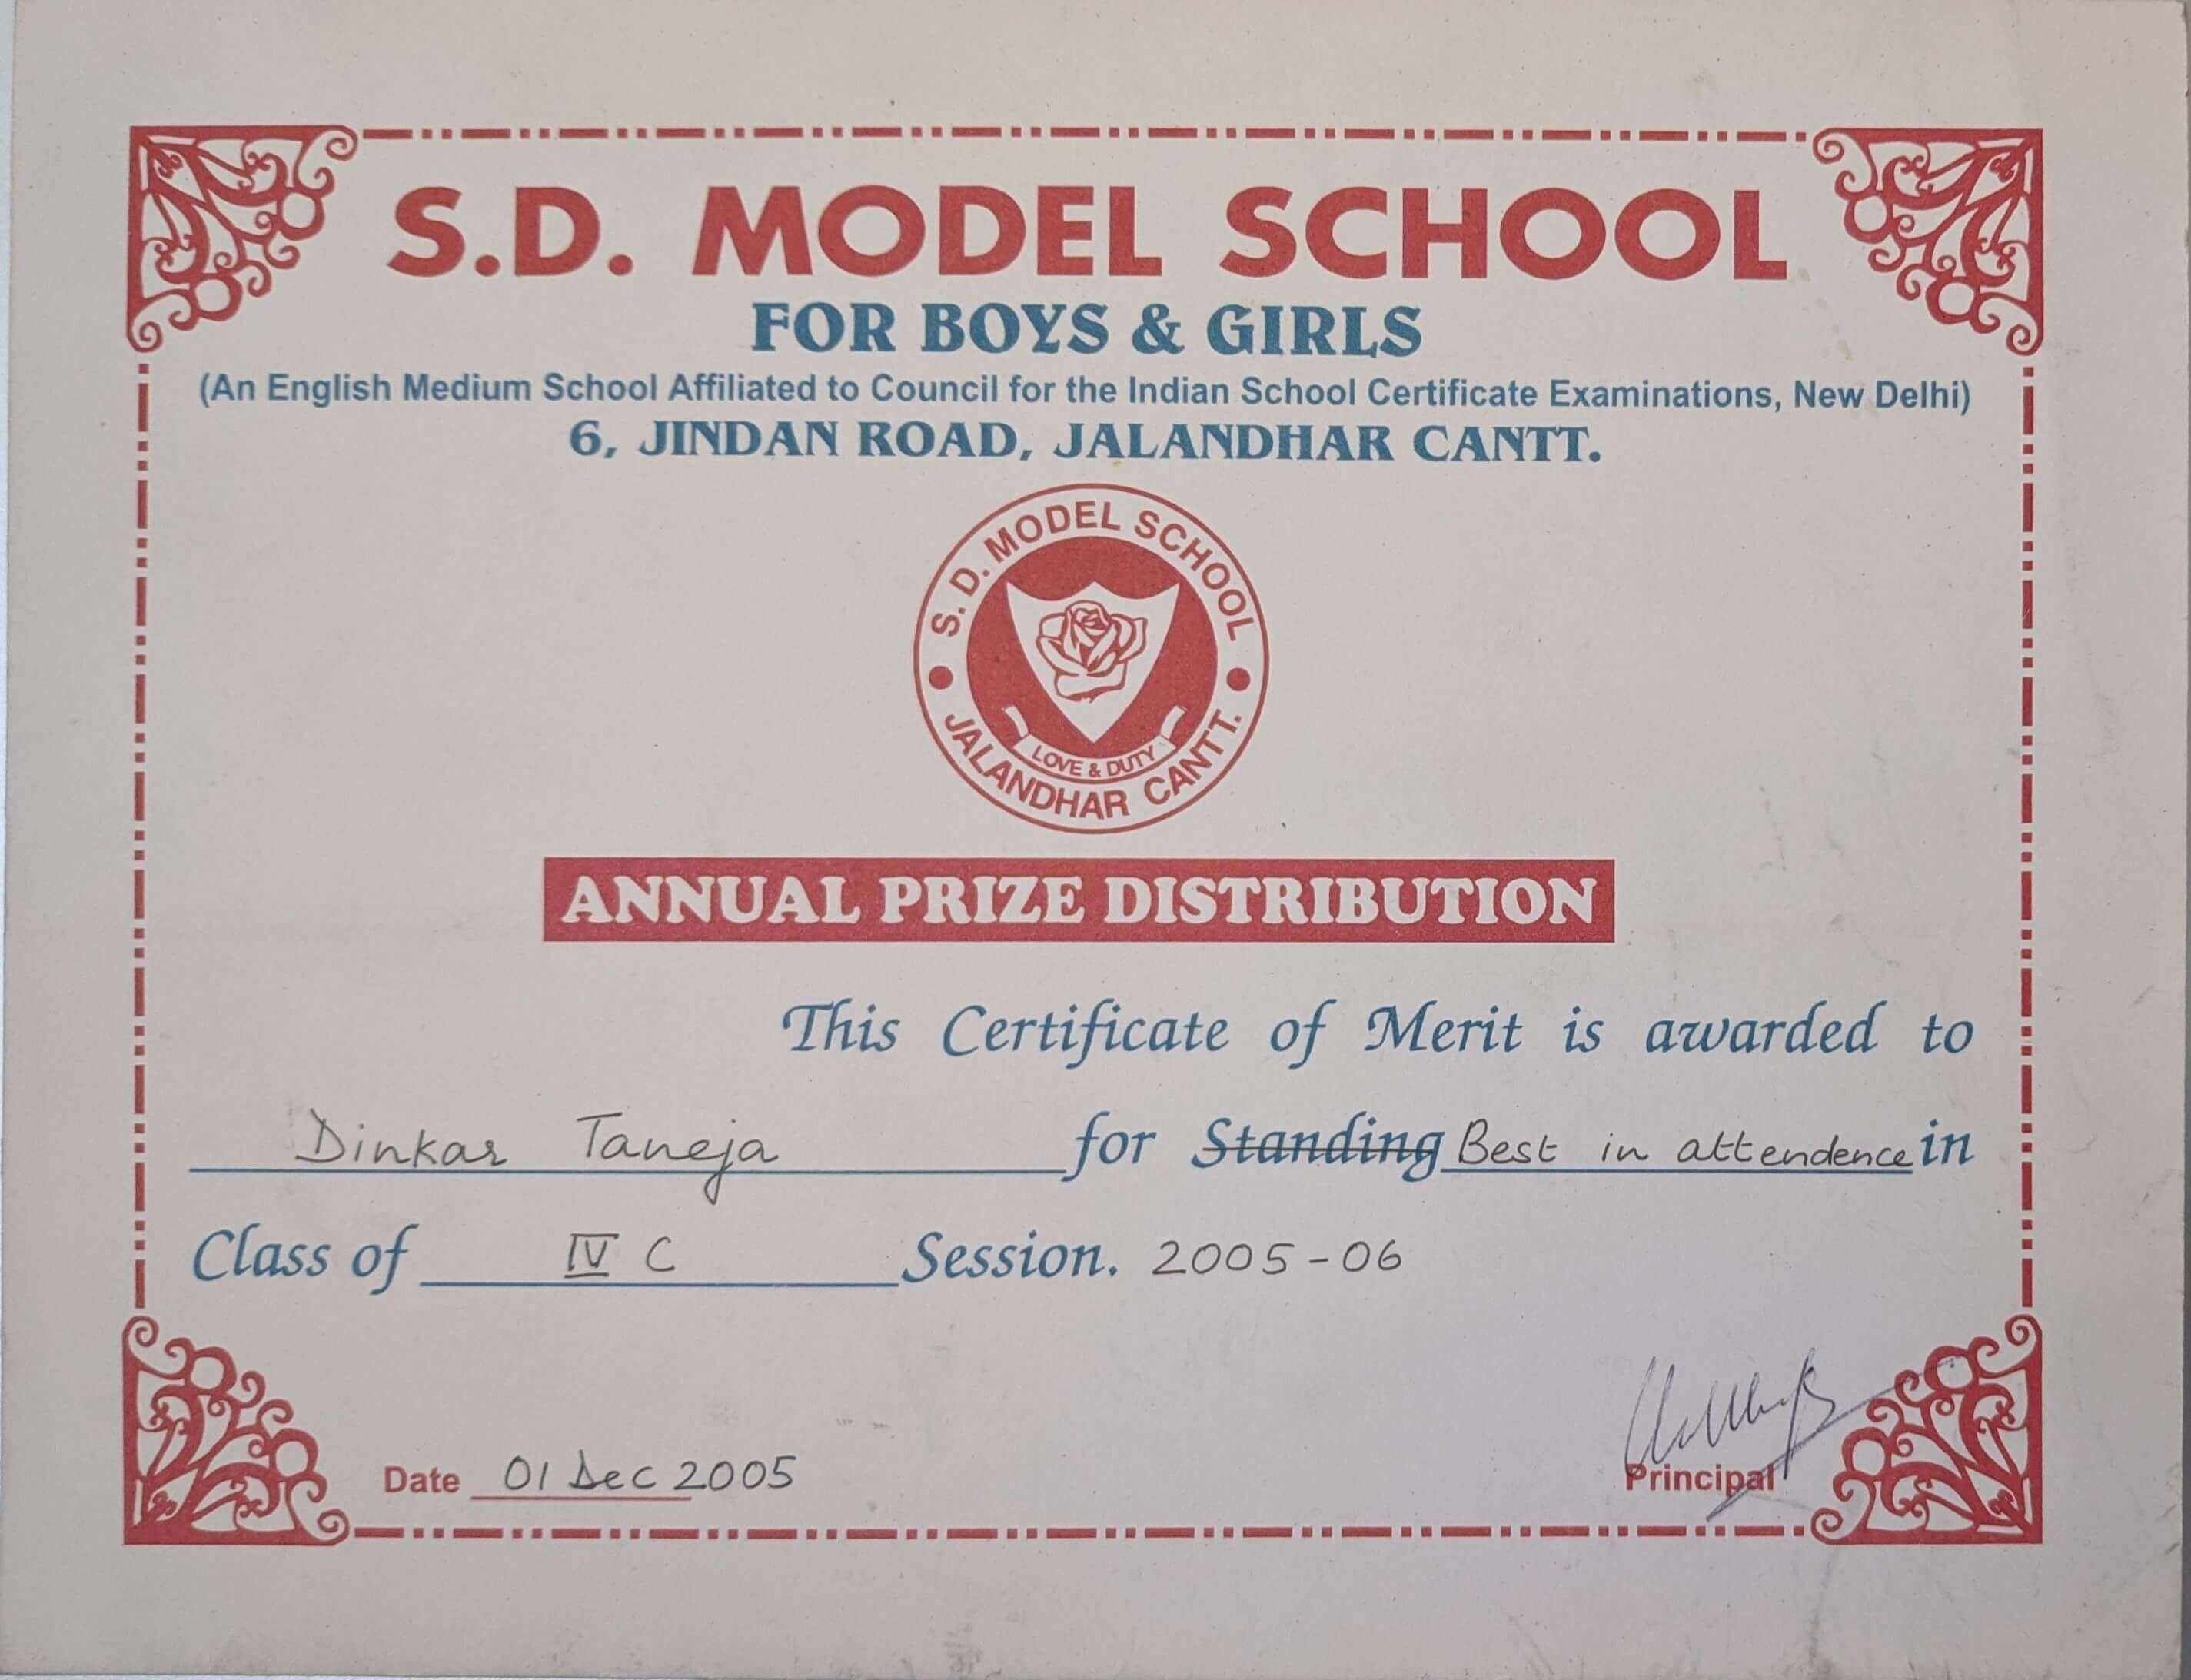 S.D. MODEL SCHOOL
FOR BOYS & GIRLS
(An English Medium School Affiliated to Council for the Indian School Certificate Examinations, New Delhi)
6, JINDAN ROAD, JALANDHAR CANTT.
S. D. MODEL SCHOOL
LOVE & DUTY
JALANDHAR CANTT.
ANNUAL PRIZE DISTRIBUTION
This Certificate of Merit is awarded to
Dinkar Taneja for Standing Best in attendence in
Class of IV C Session. 2005-06
Date 01 Dec 2005
Principal